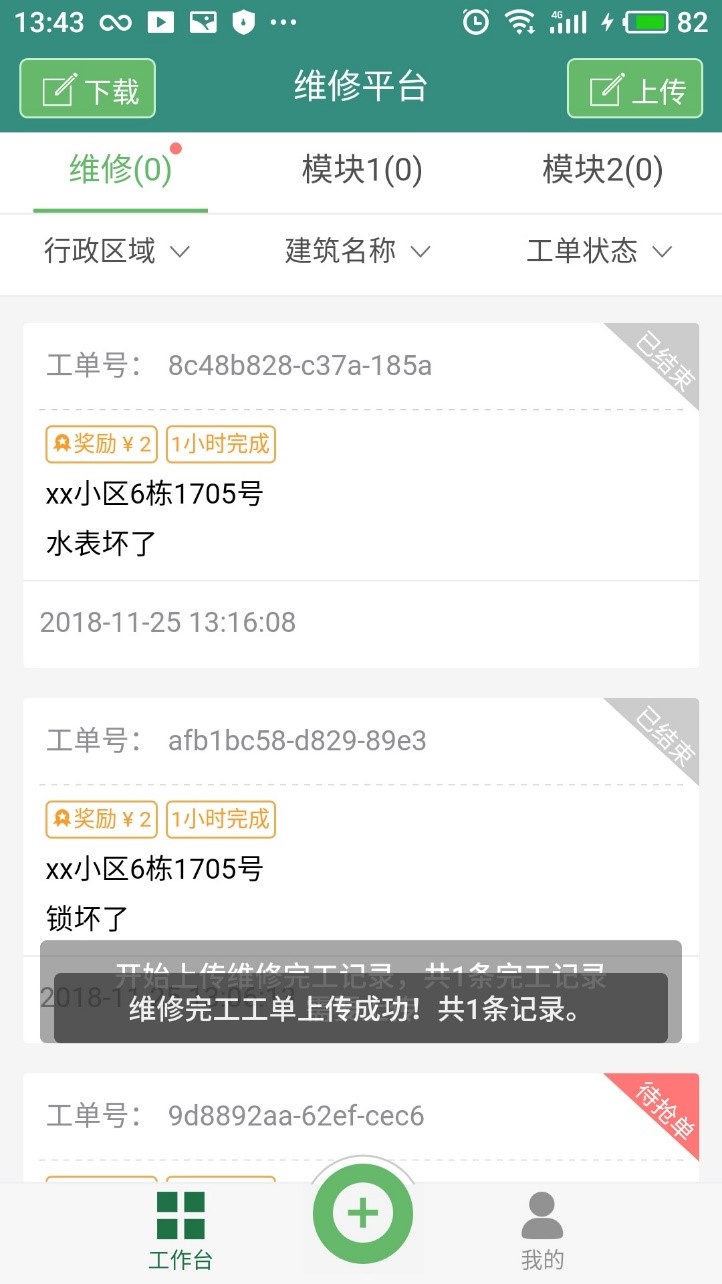 13:43
4G
82
下载
维修平台
上传
维修(0)
模块1(0)
模块2(0)
行政区域
建筑名称
工单状态
工单号： 8c48b828-c37a-185a
已结束
奖励 ¥ 2
1小时完成
xx小区6栋1705号
水表坏了
2018-11-25 13:16:08
工单号： afb1bc58-d829-89e3
已结束
奖励 ¥ 2
1小时完成
xx小区6栋1705号
锁坏了
开始上传维修完工记录，共1条完工记录
维修完工工单上传成功！共1条记录。
工单号： 9d8892aa-62ef-cec6
待抢单
工作台
我的